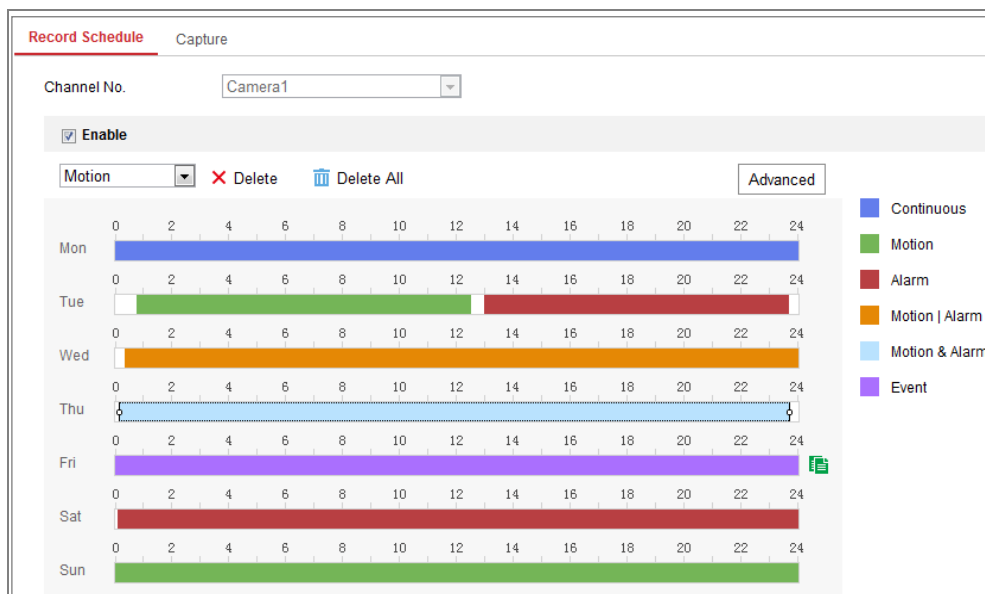 Record Schedule Capture
Channel No. Camera1
Enable
Motion Delete Delete All Advanced
0 2 4 6 8 10 12 14 16 18 20 22 24
Mon
0 2 4 6 8 10 12 14 16 18 20 22 24
Tue
0 2 4 6 8 10 12 14 16 18 20 22 24
Wed
0 2 4 6 8 10 12 14 16 18 20 22 24
Thu
0 2 4 6 8 10 12 14 16 18 20 22 24
Fri
0 2 4 6 8 10 12 14 16 18 20 22 24
Sat
0 2 4 6 8 10 12 14 16 18 20 22 24
Sun
Continuous
Motion
Alarm
Motion | Alarm
Motion & Alarm
Event